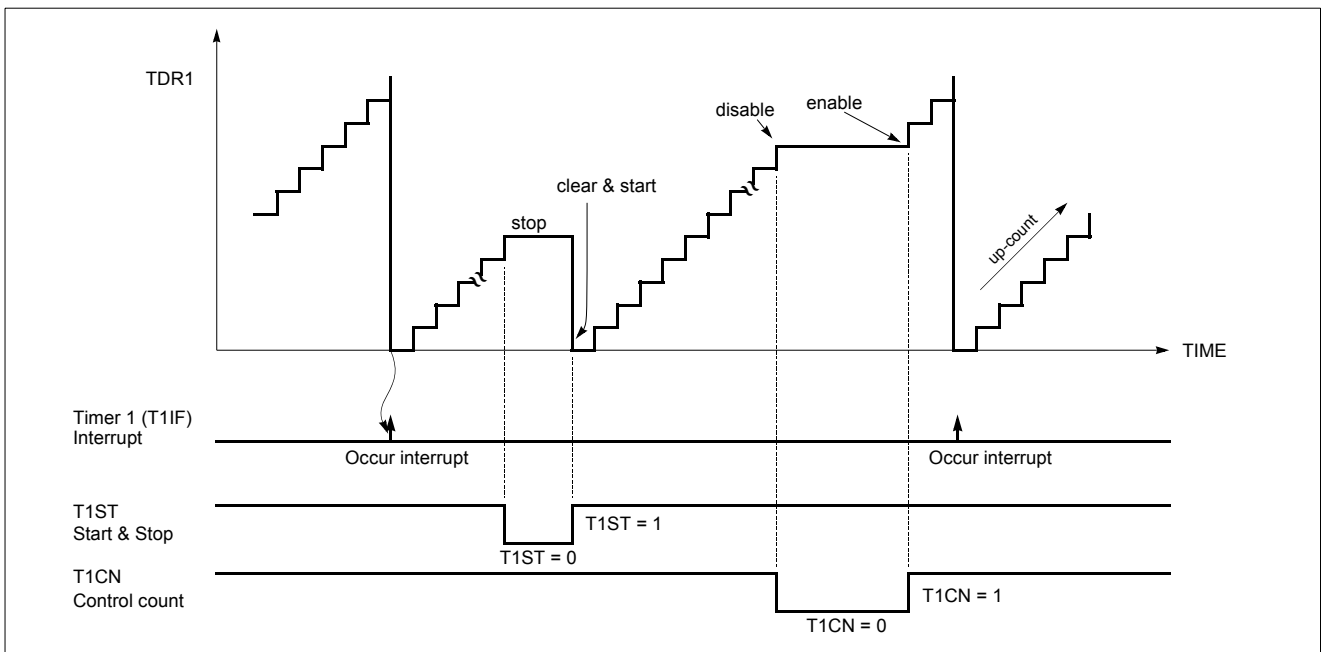 TDR1
disable
enable
clear & start
stop
up-count
TIME
Timer 1 (T1IF)
Interrupt
Occur interrupt
Occur interrupt
T1ST
Start & Stop
T1ST = 1
T1ST = 0
T1CN
Control count
T1CN = 1
T1CN = 0